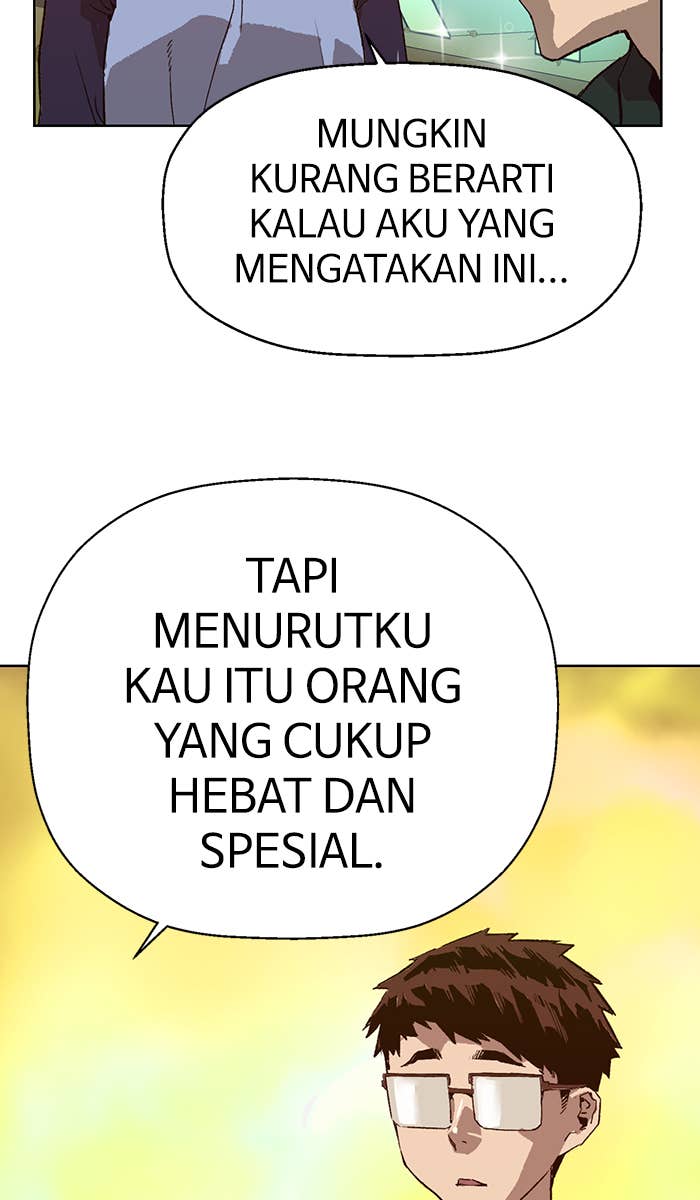 MUNGKIN
KURANG BERARTI
KALAU AKU YANG
MENGATAKAN INI...
TAPI
MENURUTKU
KAU ITU ORANG
YANG CUKUP
HEBAT DAN
SPESIAL.